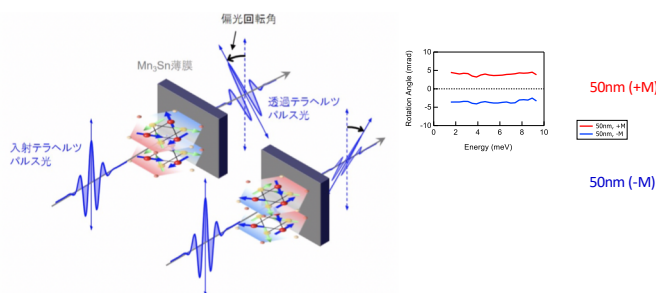 偏光回転角
Mn3Sn薄膜
透過テラヘルツ
パルス光
入射テラヘルツ
パルス光
10
5
0
-5
-10
Rotation Angle (mrad)
0
2
4
6
8
10
Energy (meV)
50nm, +M
50nm, -M
50nm (+M)
50nm (-M)